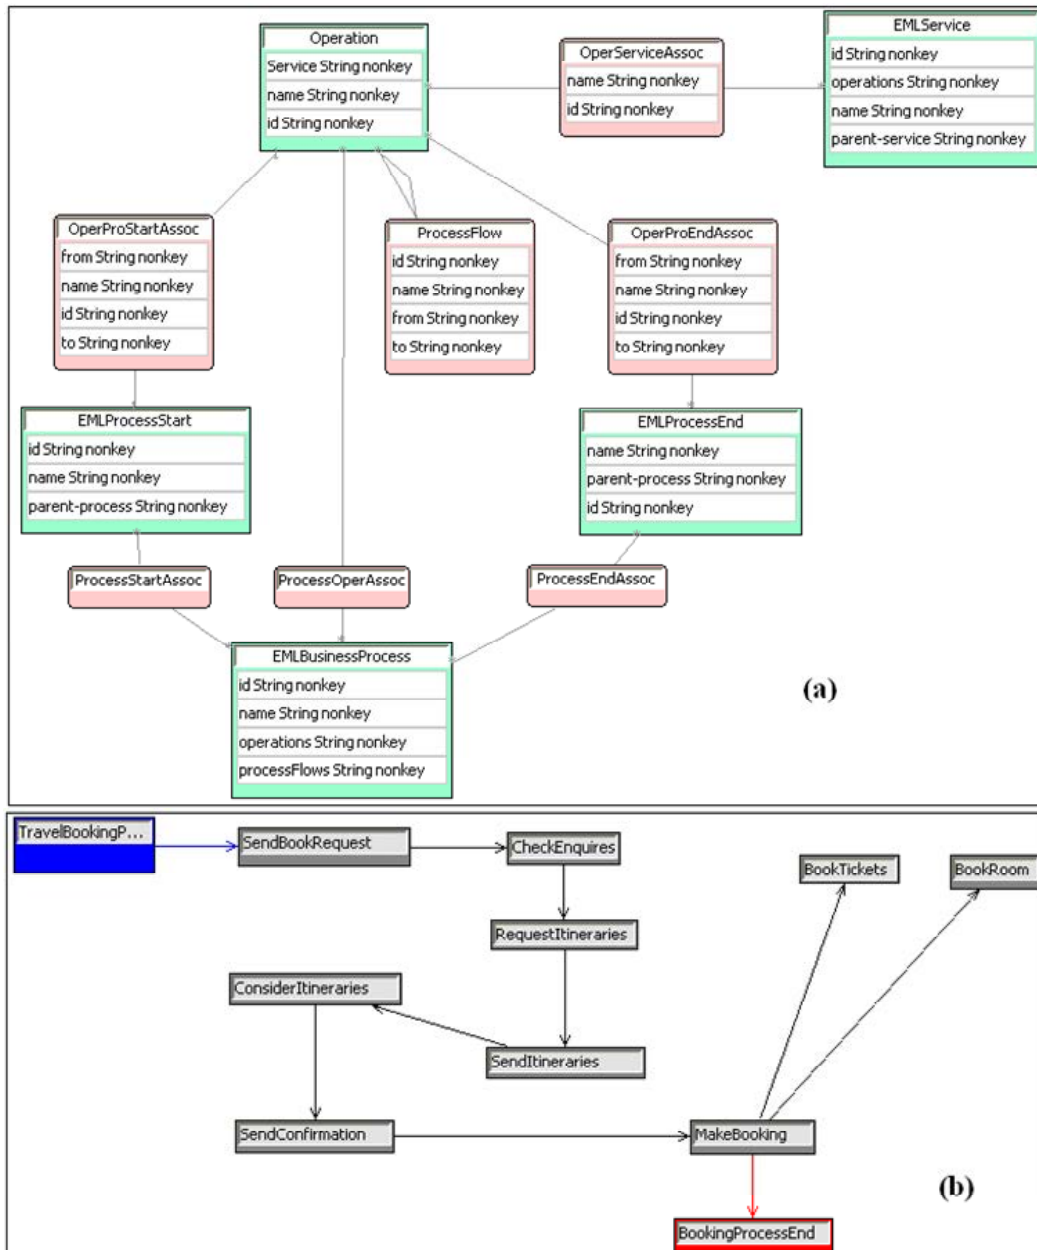 Operation
Service String nonkey
name String nonkey
id String nonkey
OperServiceAssoc
name String nonkey
id String nonkey
EMLService
id String nonkey
operations String nonkey
name String nonkey
parent-service String nonkey
OperProStartAssoc
from String nonkey
name String nonkey
id String nonkey
to String nonkey
ProcessFlow
id String nonkey
name String nonkey
from String nonkey
to String nonkey
OperProEndAssoc
from String nonkey
name String nonkey
id String nonkey
to String nonkey
EMLProcessStart
id String nonkey
name String nonkey
parent-process String nonkey
EMLProcessEnd
name String nonkey
parent-process String nonkey
id String nonkey
ProcessStartAssoc
ProcessOperAssoc
ProcessEndAssoc
EMLBusinessProcess
id String nonkey
name String nonkey
operations String nonkey
processFlows String nonkey
(a)
TravelBookingP...
SendBookRequest
CheckEnquires
BookTickets
BookRoom
RequestItineraries
ConsiderItineraries
SendItineraries
SendConfirmation
MakeBooking
(b)
BookingProcessEnd